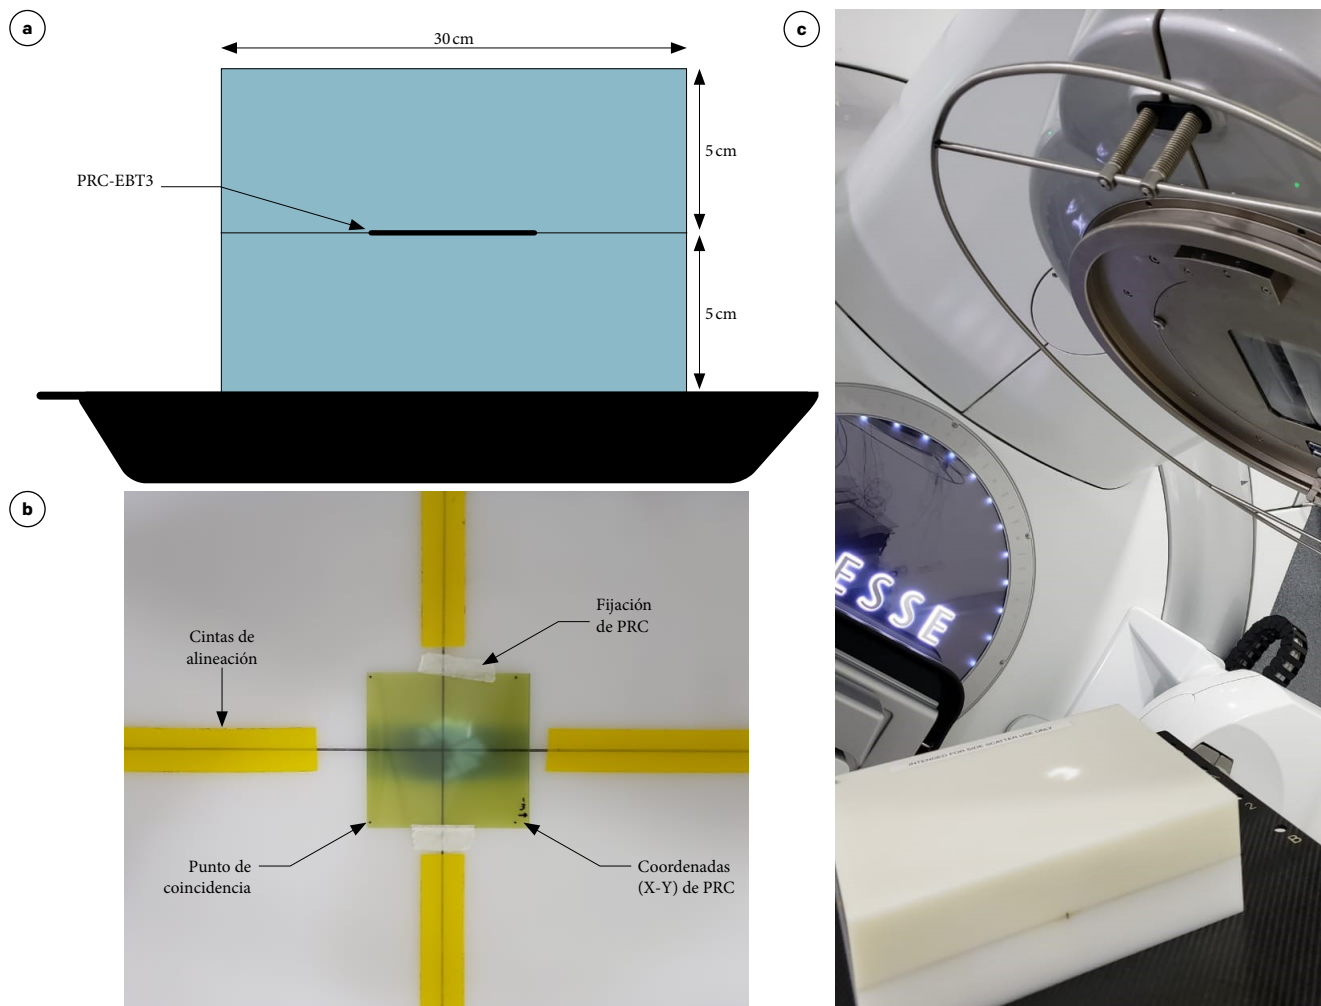 a
30 cm
5 cm
PRC-EBT3
5 cm
b
Cintas de
alineación
Fijación
de PRC
Punto de
coincidencia
Coordenadas
(X-Y) de PRC
c
ESSE
INTENDED FOR SIDE SCATTER USE ONLY
2
B